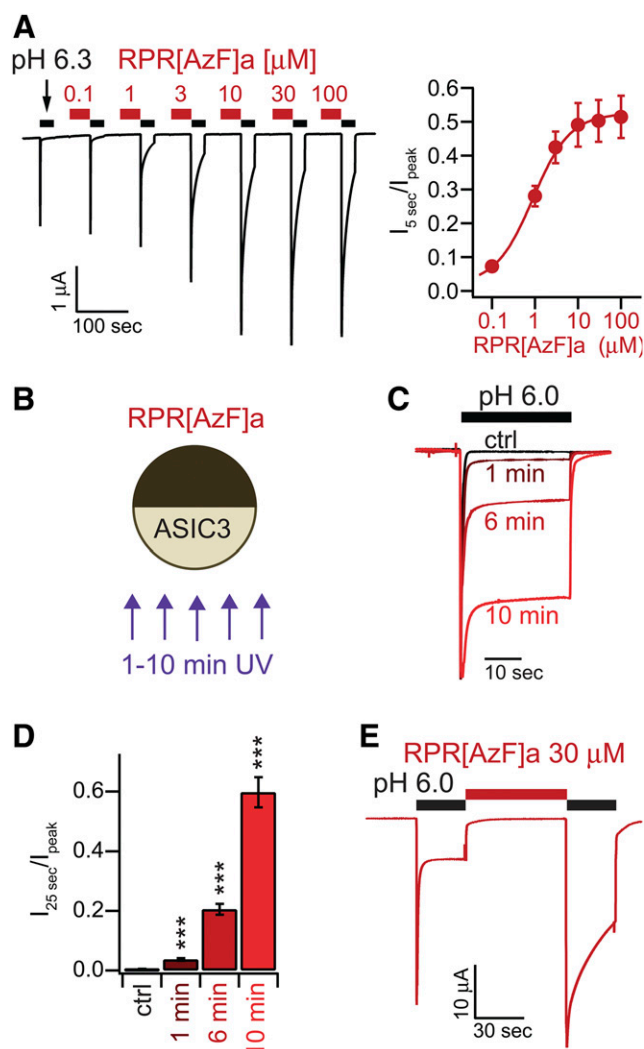 A
pH 6.3 RPR[AzF]a [µM]
0.1 1 3 10 30 100
1 µA
100 sec
I5 sec/Ipeak
0.6
0.5
0.4
0.3
0.2
0.1
0.0
0.1 1 10 100
RPR[AzF]a (µM)
B
RPR[AzF]a
ASIC3
1-10 min UV
C
pH 6.0
ctrl
1 min
6 min
10 min
10 sec
D
I25 sec/Ipeak
0.6
0.4
0.2
0.0
***
***
***
ctrl
1 min
6 min
10 min
E
RPR[AzF]a 30 µM
pH 6.0
10 µA
30 sec